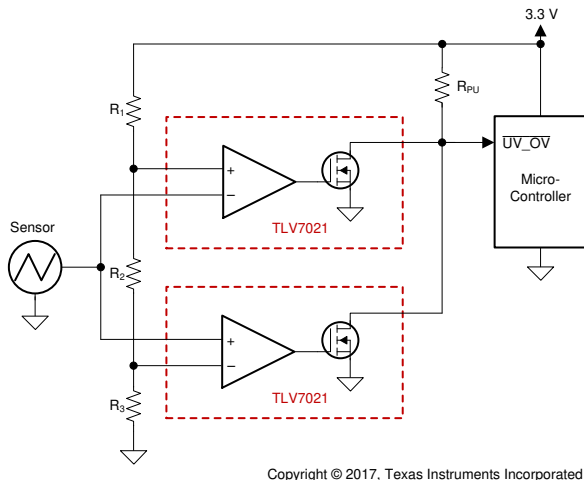 3.3 V
R1
RPU
UV_OV
+
−
Micro-
Controller
TLV7021
Sensor
R2
+
−
TLV7021
R3
Copyright © 2017, Texas Instruments Incorporated